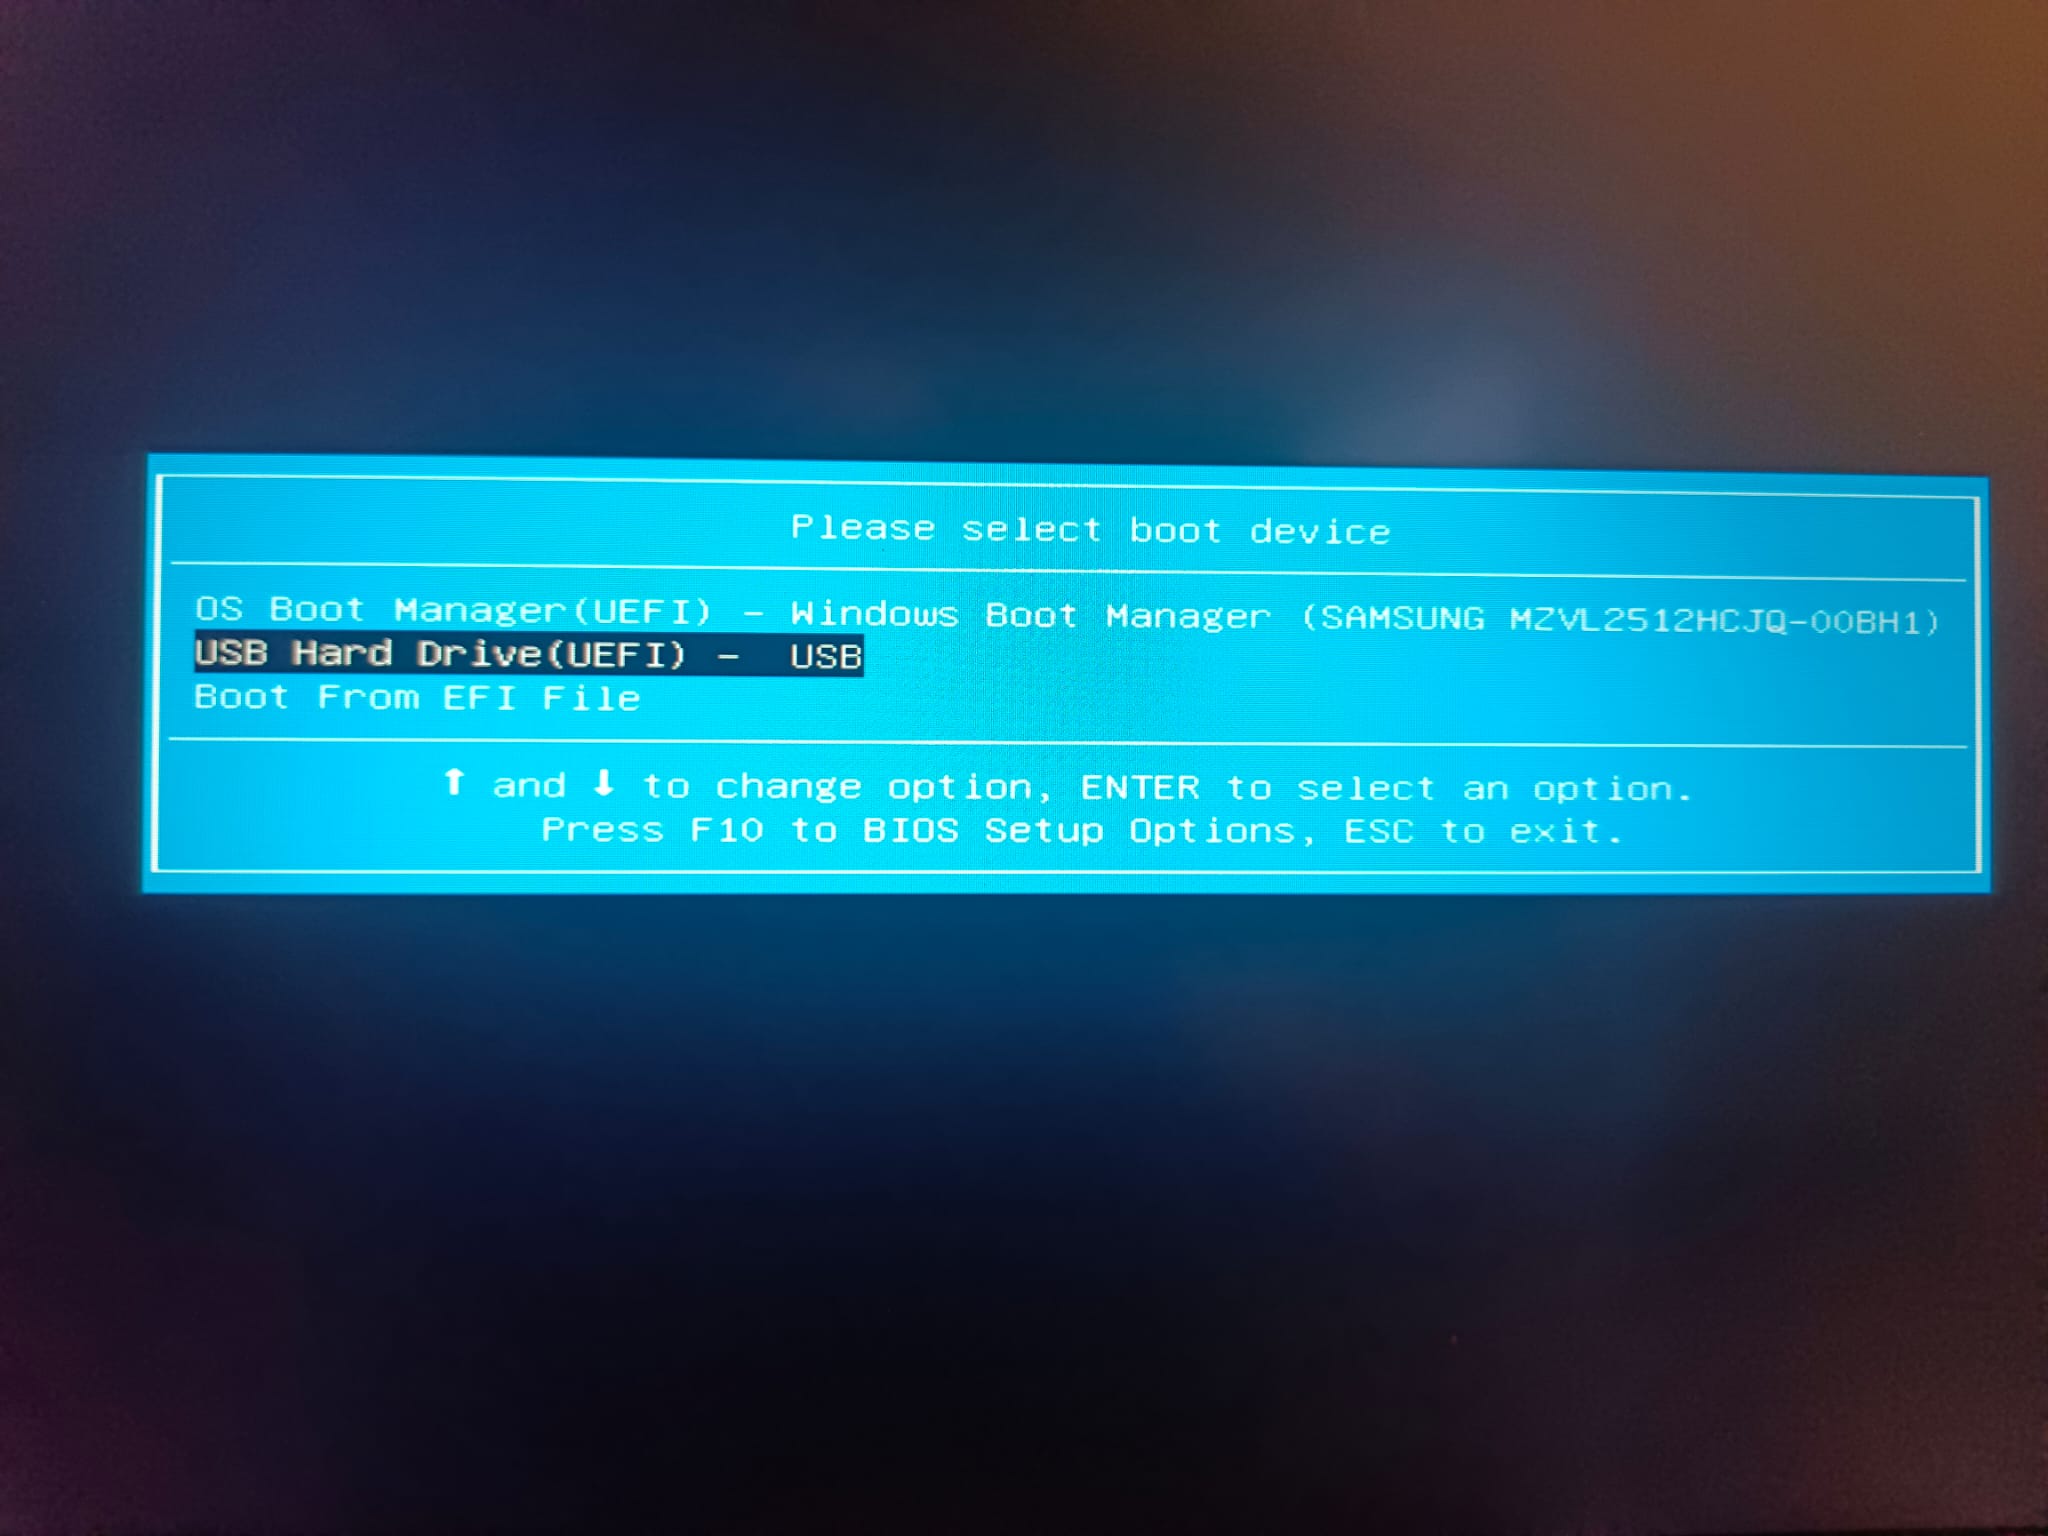 Please select boot device
OS Boot Manager(UEFI) - Windows Boot Manager (SAMSUNG MZVL2512HCJQ-00BH1)
USB Hard Drive(UEFI) -  USB
Boot From EFI File
↑ and ↓ to change option, ENTER to select an option.
Press F10 to BIOS Setup Options, ESC to exit.